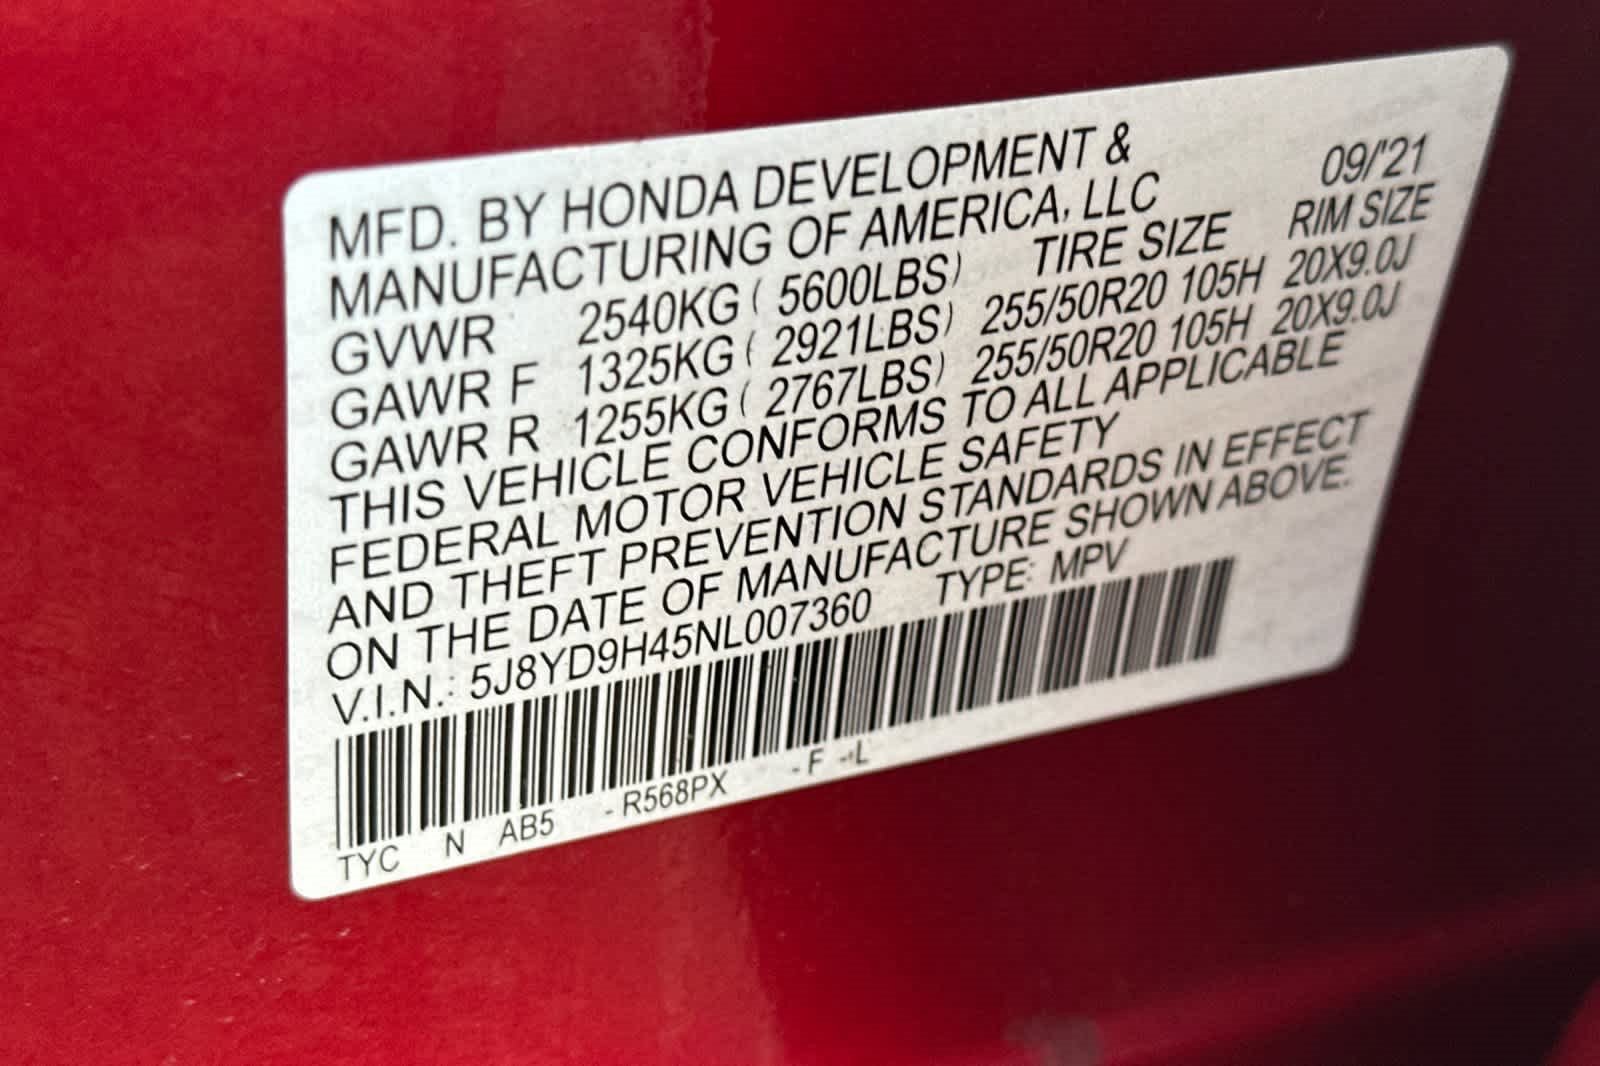 MFD. BY HONDA DEVELOPMENT &
MANUFACTURING OF AMERICA, LLC 09/'21
GVWR 2540KG ( 5600LBS) TIRE SIZE RIM SIZE
GAWR F 1325KG ( 2921LBS) 255/50R20 105H 20X9.0J
GAWR R 1255KG ( 2767LBS) 255/50R20 105H 20X9.0J
THIS VEHICLE CONFORMS TO ALL APPLICABLE
FEDERAL MOTOR VEHICLE SAFETY
AND THEFT PREVENTION STANDARDS IN EFFECT
ON THE DATE OF MANUFACTURE SHOWN ABOVE.
V.I.N.: 5J8YD9H45NL007360 TYPE: MPV
TYC N AB5 - R568PX - F - L